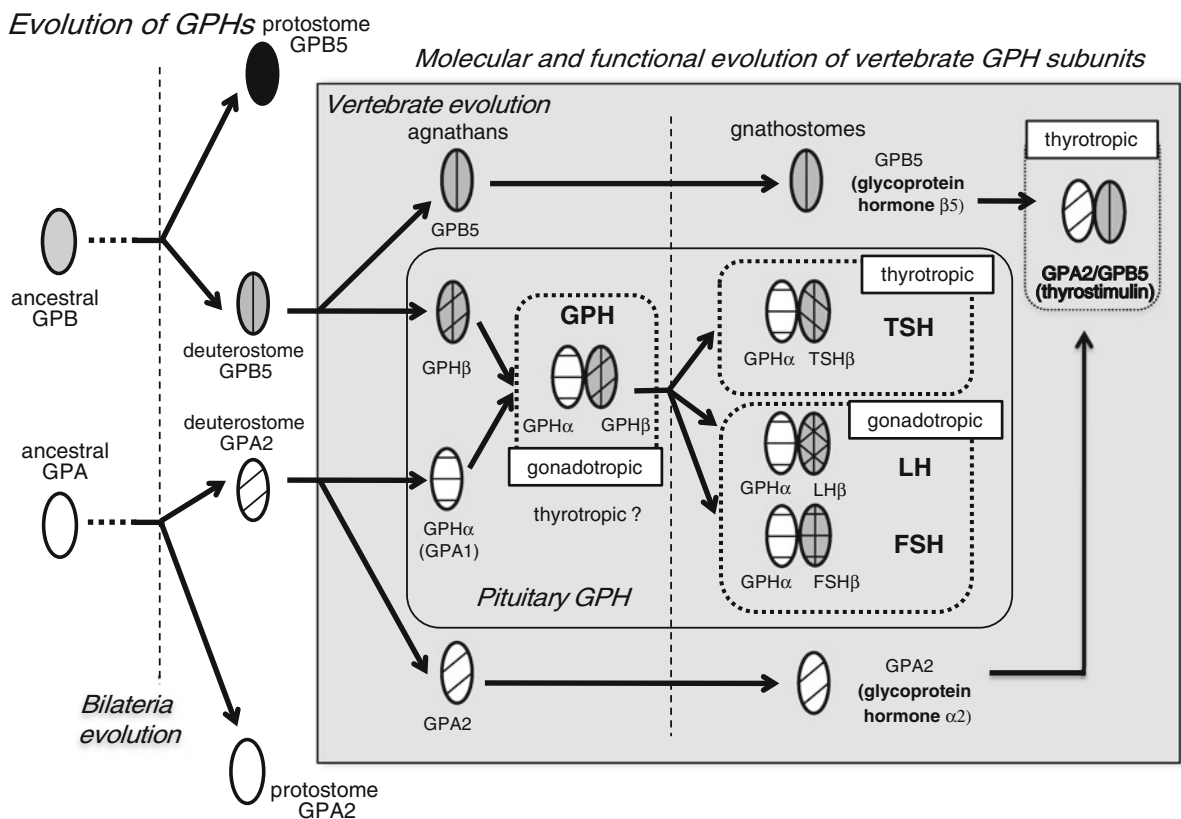 Evolution of GPHs
protostome
GPB5
Molecular and functional evolution of vertebrate GPH subunits
Vertebrate evolution
agnathans
gnathostomes
thyrotropic
GPB5
(glycoprotein
hormone β5)
GPB5
GPA2/GPB5
(thyrostimulin)
ancestral
GPB
deuterostome
GPB5
GPHβ
GPH
GPHα
GPHβ
gonadotropic
thyrotropic ?
thyrotropic
TSH
GPHα
TSHβ
gonadotropic
LH
GPHα
LHβ
FSH
GPHα
FSHβ
deuterostome
GPA2
ancestral
GPA
GPHα
(GPA1)
Pituitary GPH
GPA2
GPA2
(glycoprotein
hormone α2)
Bilateria
evolution
protostome
GPA2